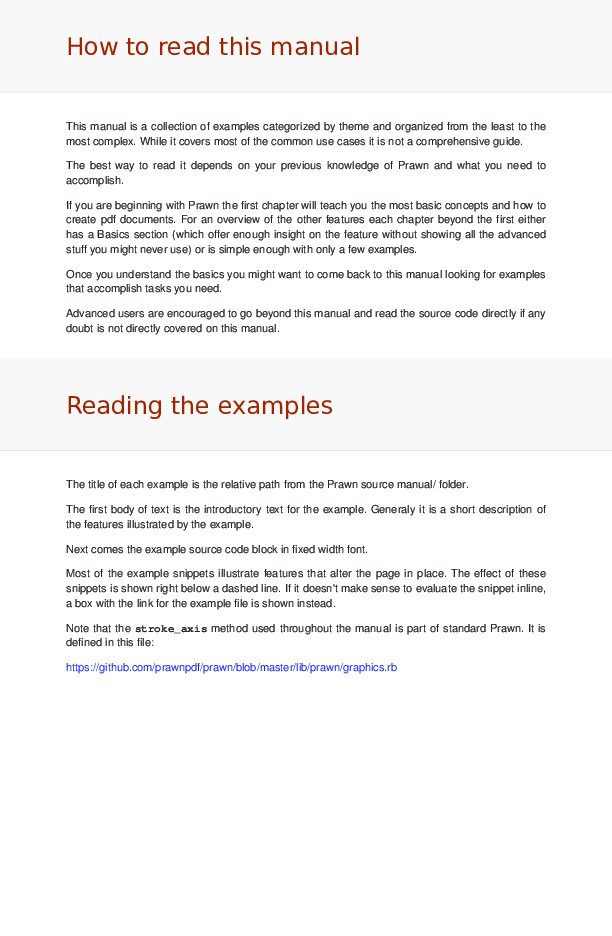 How to read this manual
This manual is a collection of examples categorized by theme and organized from the least to the
most complex. While it covers most of the common use cases it is not a comprehensive guide.
The best way to read it depends on your previous knowledge of Prawn and what you need to
accomplish.
If you are beginning with Prawn the first chapter will teach you the most basic concepts and how to
create pdf documents. For an overview of the other features each chapter beyond the first either
has a Basics section (which offer enough insight on the feature without showing all the advanced
stuff you might never use) or is simple enough with only a few examples.
Once you understand the basics you might want to come back to this manual looking for examples
that accomplish tasks you need.
Advanced users are encouraged to go beyond this manual and read the source code directly if any
doubt is not directly covered on this manual.
Reading the examples
The title of each example is the relative path from the Prawn source manual/ folder.
The first body of text is the introductory text for the example. Generaly it is a short description of
the features illustrated by the example.
Next comes the example source code block in fixed width font.
Most of the example snippets illustrate features that alter the page in place. The effect of these
snippets is shown right below a dashed line. If it doesn't make sense to evaluate the snippet inline,
a box with the link for the example file is shown instead.
Note that the stroke_axis method used throughout the manual is part of standard Prawn. It is
defined in this file:
https://github.com/prawnpdf/prawn/blob/master/lib/prawn/graphics.rb